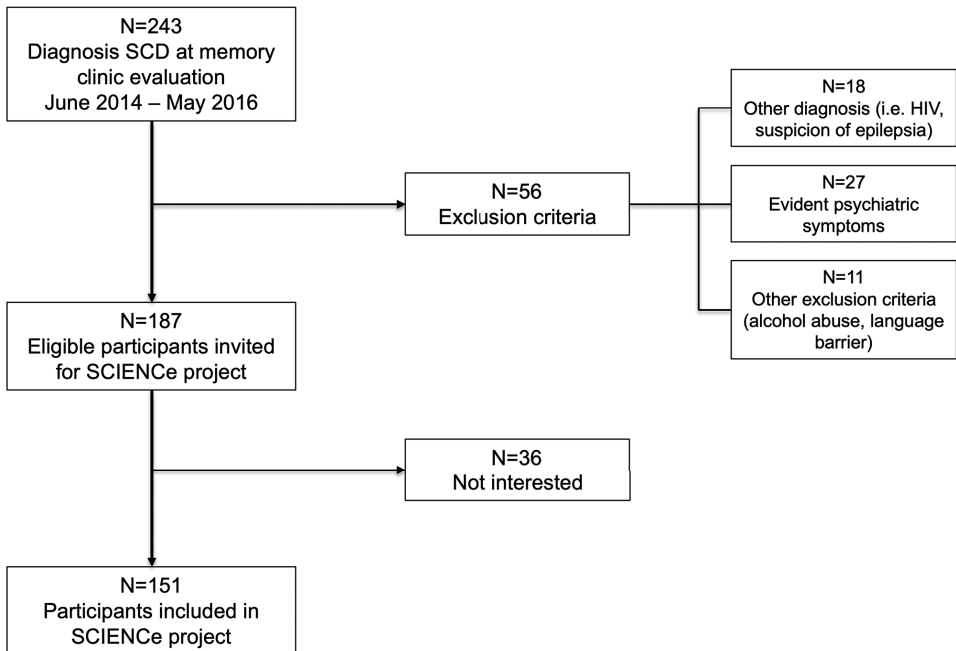 N=243
Diagnosis SCD at memory
clinic evaluation
June 2014 – May 2016
N=18
Other diagnosis (i.e. HIV,
suspicion of epilepsia)
N=56
Exclusion criteria
N=27
Evident psychiatric
symptoms
N=11
Other exclusion criteria
(alcohol abuse, language
barrier)
N=187
Eligible participants invited
for SCIENCe project
N=36
Not interested
N=151
Participants included in
SCIENCe project